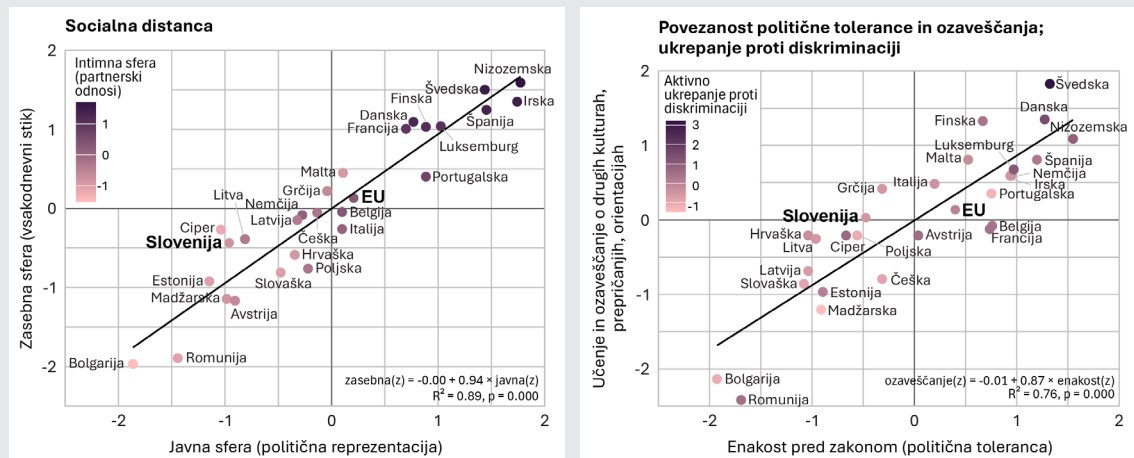 Socialna distanca
2
1
0
-1
-2
-2
-1
0
1
2
Zasebna sfera (vsakodnevni stik)
Javna sfera (politična reprezentacija)
Intimna sfera
(partnerski
odnosi)
1
0
-1
Nizozemska
Švedska
Finska
Irska
Danska
Španija
Francija
Luksemburg
Malta
Portugalska
Grčija
EU
Litva
Nemčija
Belgija
Latvija
Ciper
Italija
Češka
Slovenija
Hrvaška
Poljska
Estonija
Slovaška
Madžarska
Avstrija
Romunija
Bolgarija
zasebna(z) = -0.00 + 0.94 × javna(z)
R² = 0.89, p = 0.000
Povezanost politične tolerance in ozaveščanja;
ukrepanje proti diskriminaciji
2
1
0
-1
-2
-2
-1
0
1
2
Učenje in ozaveščanje o drugih kulturah,
prepričanjih, orientacijah
Enakost pred zakonom (politična toleranca)
Aktivno
ukrepanje proti
diskriminaciji
3
2
1
0
-1
Švedska
Danska
Finska
Nizozemska
Luksemburg
Malta
Španija
Nemčija
Italija
Irska
Grčija
Portugalska
Slovenija
EU
Hrvaška
Belgija
Avstrija
Litva
Ciper
Francija
Poljska
Latvija
Slovaška
Češka
Estonija
Madžarska
Bolgarija
Romunija
ozaveščanje(z) = -0.01 + 0.87 × enakost(z)
R² = 0.76, p = 0.000